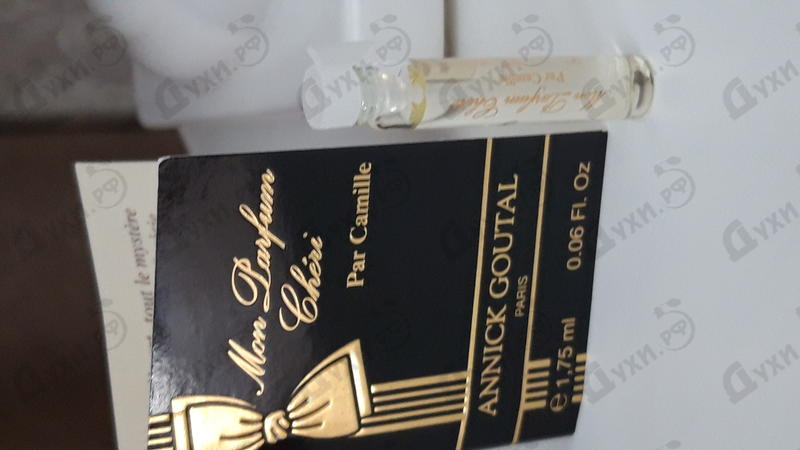 Mon Parfum
Chéri
Par Camille
ANNICK GOUTAL
PARIS
e 1,75 ml
0.06 Fl. Oz
tout le mystère
Mon Parfum Chéri
Par Camille
Духи.рф